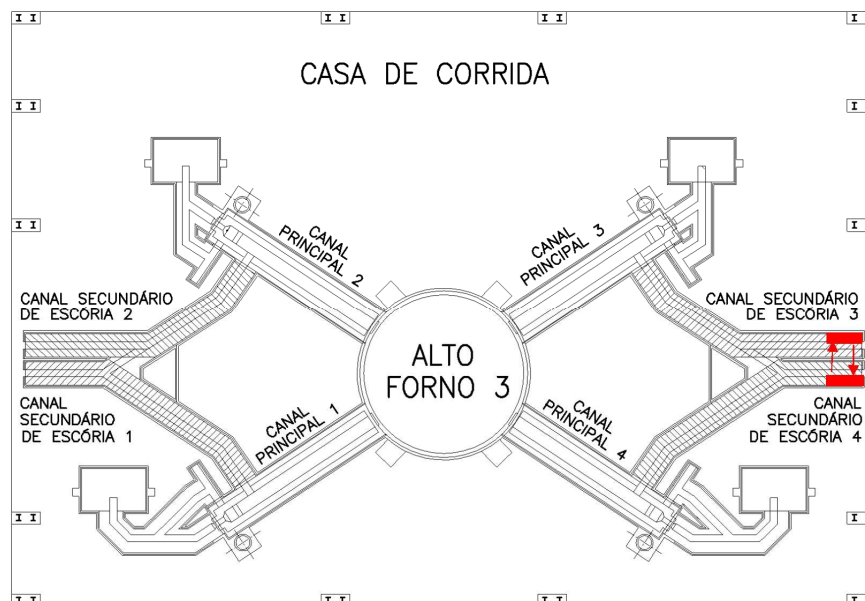 CASA DE CORRIDA
CANAL
PRINCIPAL 2
CANAL
PRINCIPAL 3
CANAL SECUNDÁRIO
DE ESCÓRIA 2
CANAL SECUNDÁRIO
DE ESCÓRIA 3
ALTO
FORNO 3
CANAL
SECUNDÁRIO
DE ESCÓRIA 1
CANAL
PRINCIPAL 1
CANAL
PRINCIPAL 4
CANAL
SECUNDÁRIO
DE ESCÓRIA 4